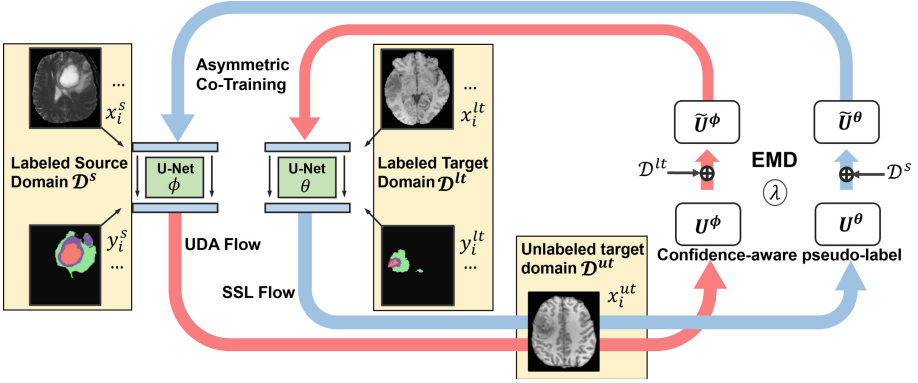 Asymmetric
Co-Training
...
x_i^s
Labeled Source
Domain 𝓓^s
y_i^s
...
U-Net
ϕ
U-Net
θ
...
x_i^{lt}
Labeled Target
Domain 𝓓^{lt}
y_i^{lt}
...
UDA Flow
SSL Flow
Unlabeled target
domain 𝓓^{ut}
x_i^{ut}
Ũ^ϕ
Ũ^θ
𝒟^{lt}
⊕
EMD
λ
⊕
𝒟^s
U^ϕ
U^θ
Confidence-aware pseudo-label